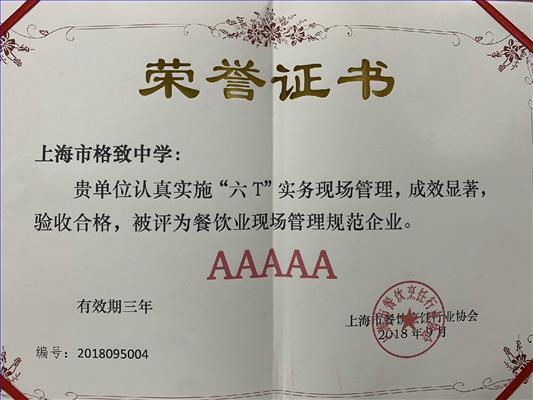 荣誉证书
上海市格致中学：
贵单位认真实施“六T”实务现场管理，成效显著，
验收合格，被评为餐饮业现场管理规范企业。
AAAAA
有效期三年
上海市餐饮烹饪行业协会
2018年9月
编号：2018095004